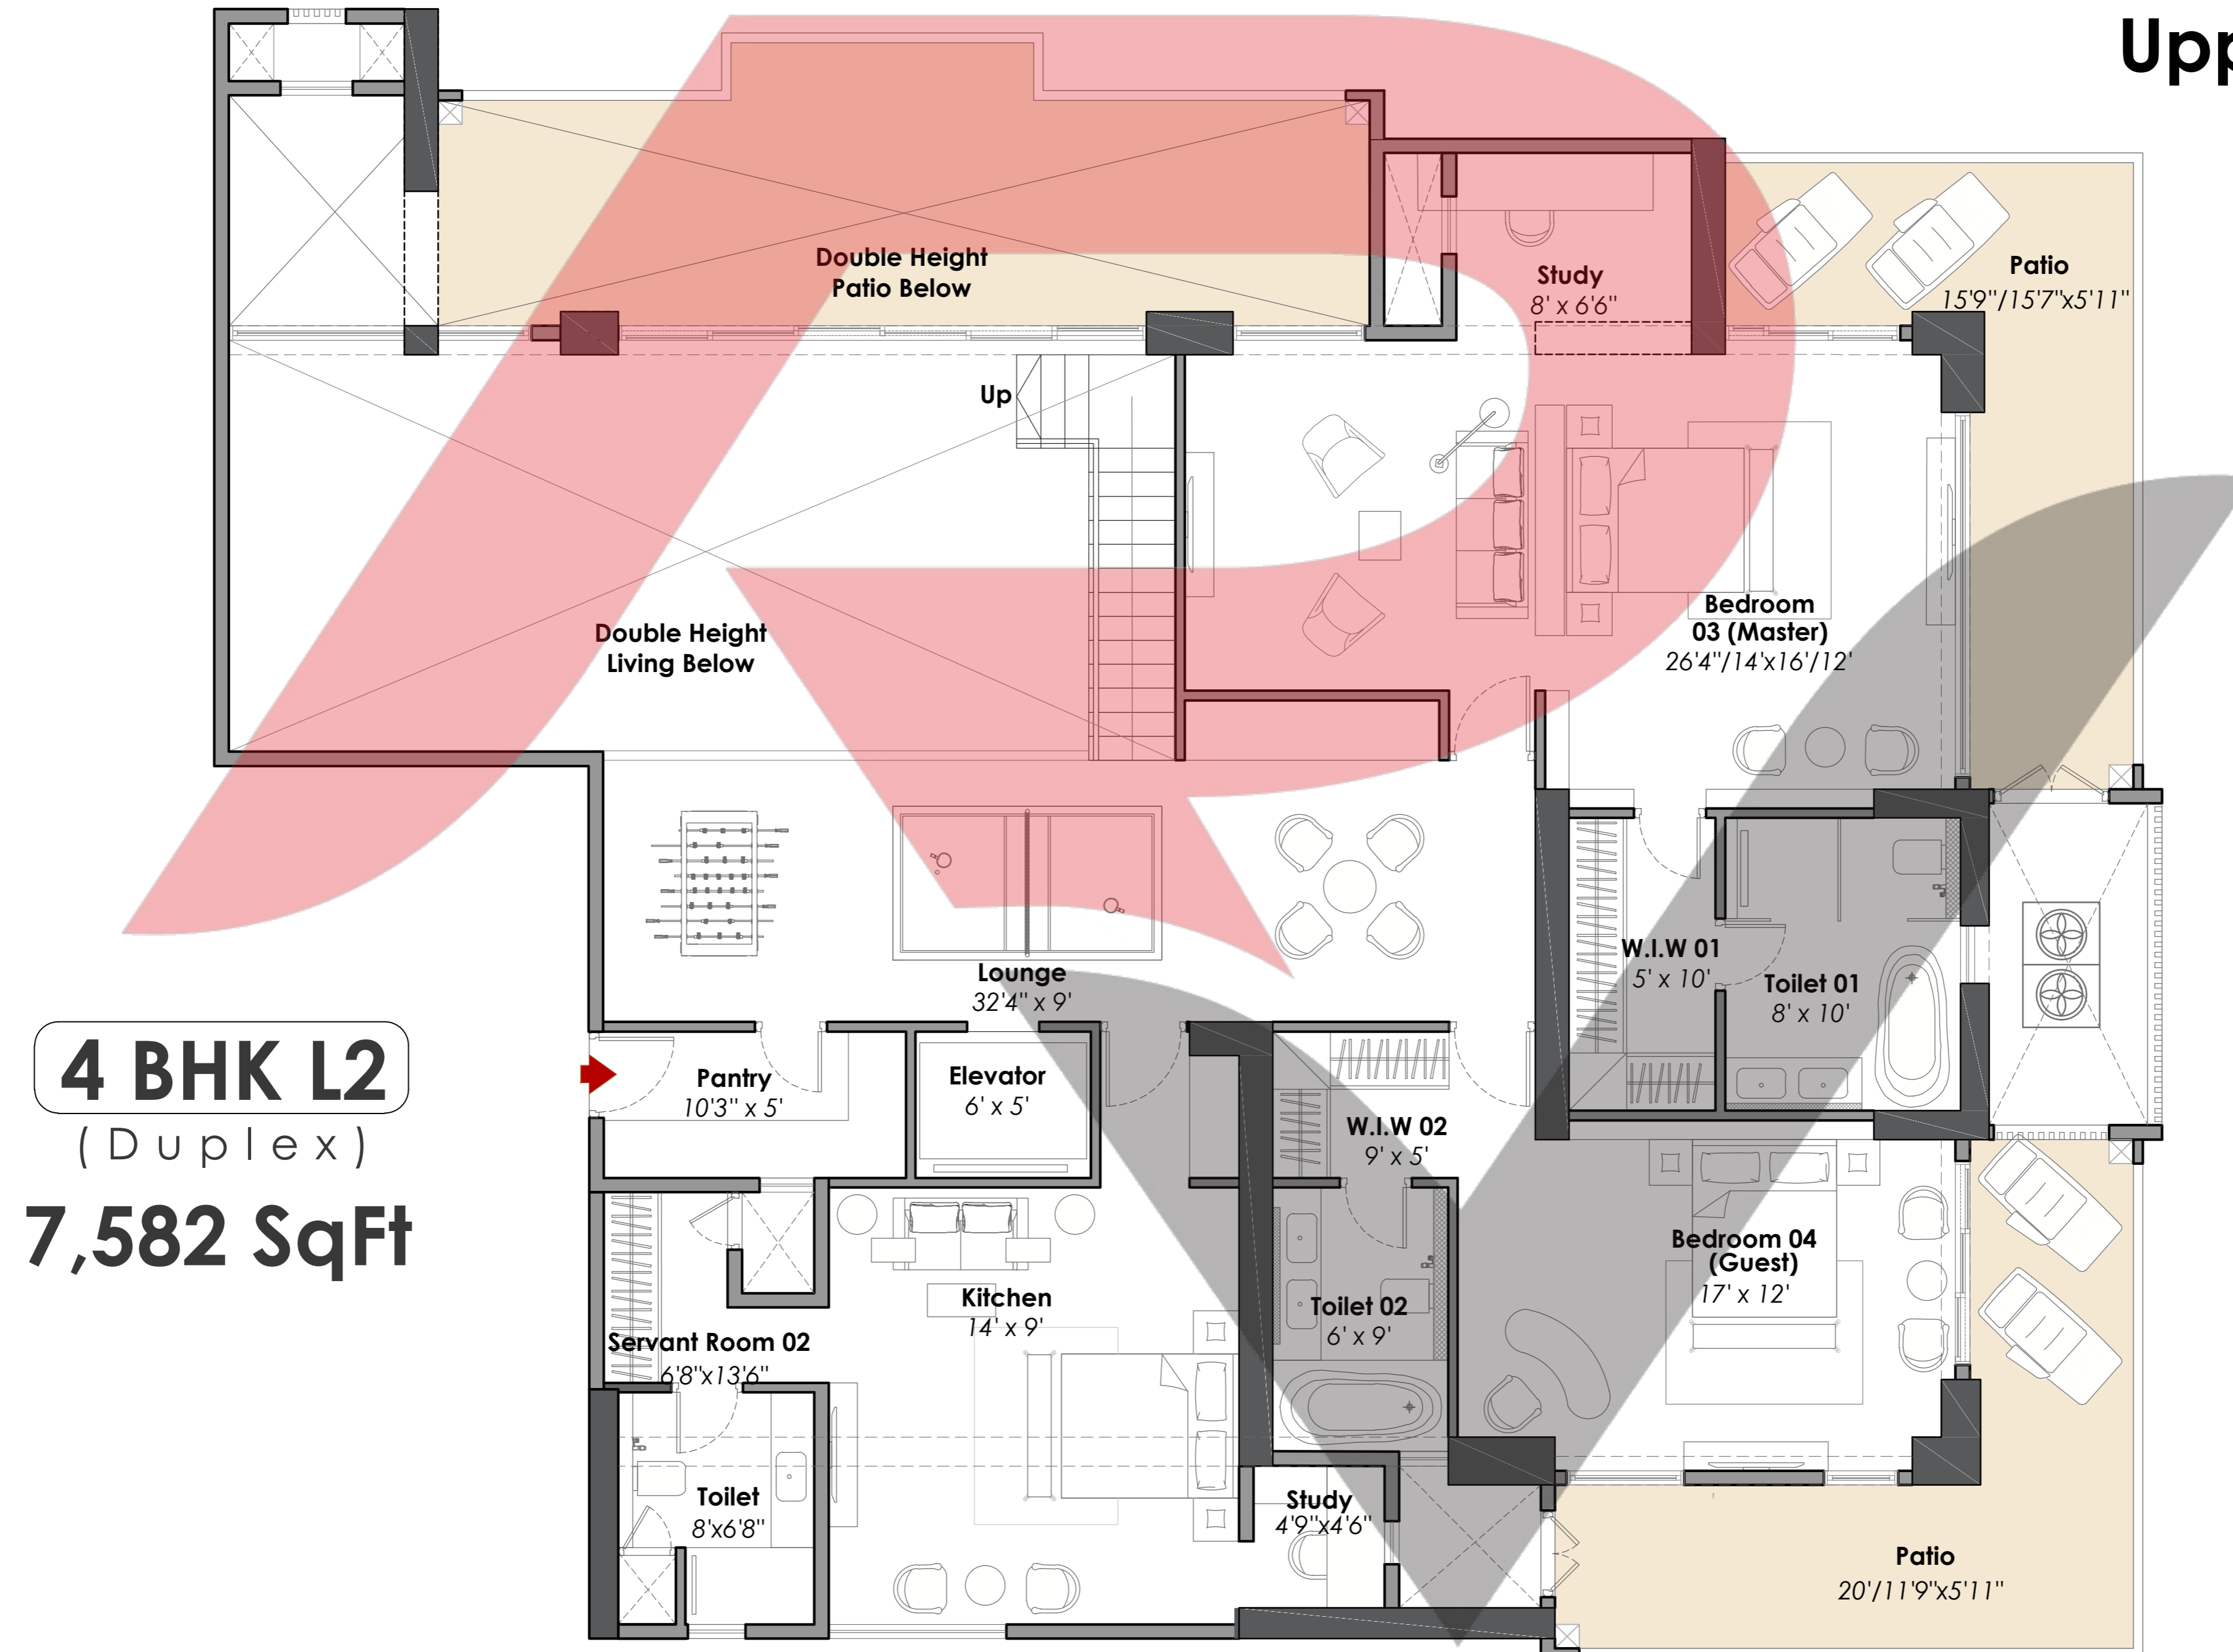 Upp
Double Height
Patio Below
Study
8' x 6'6"
Patio
15'9"/15'7"x5'11"
Up
Double Height
Living Below
Bedroom
03 (Master)
26'4"/14'x16'/12'
Lounge
32'4" x 9'
W.I.W 01
5' x 10'
Toilet 01
8' x 10'
4 BHK L2
(Duplex)
7,582 SqFt
Pantry
10'3" x 5'
Elevator
6' x 5'
W.I.W 02
9' x 5'
Bedroom 04
(Guest)
17' x 12'
Kitchen
14' x 9'
Toilet 02
6' x 9'
Servant Room 02
6'8"x13'6"
Toilet
8'x6'8"
Study
4'9"x4'6"
Patio
20'/11'9"x5'11"